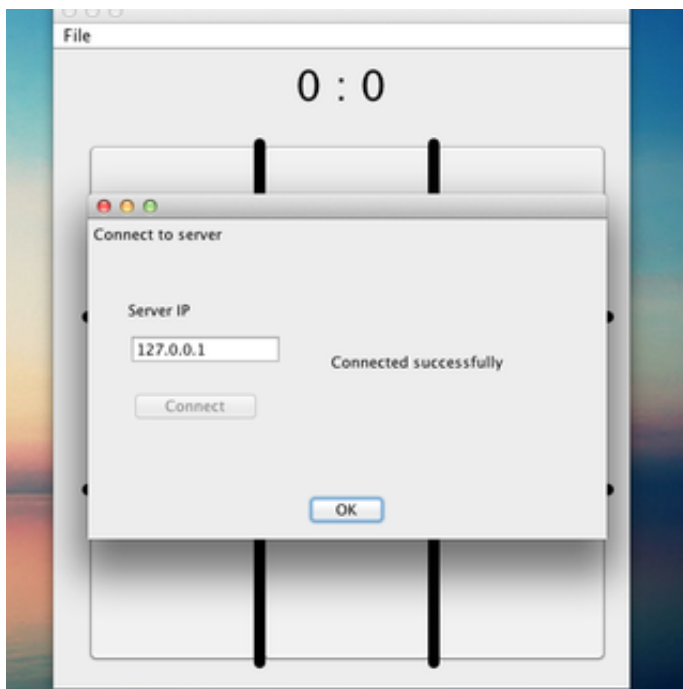 File
0 : 0
Connect to server
Server IP
127.0.0.1
Connected successfully
Connect
OK